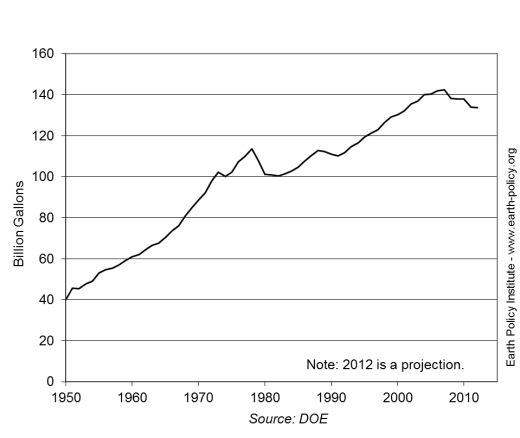 160
140
120
100
80
60
40
20
0
Billion Gallons
1950 1960 1970 1980 1990 2000 2010
Note: 2012 is a projection.
Source: DOE
Earth Policy Institute - www.earth-policy.org